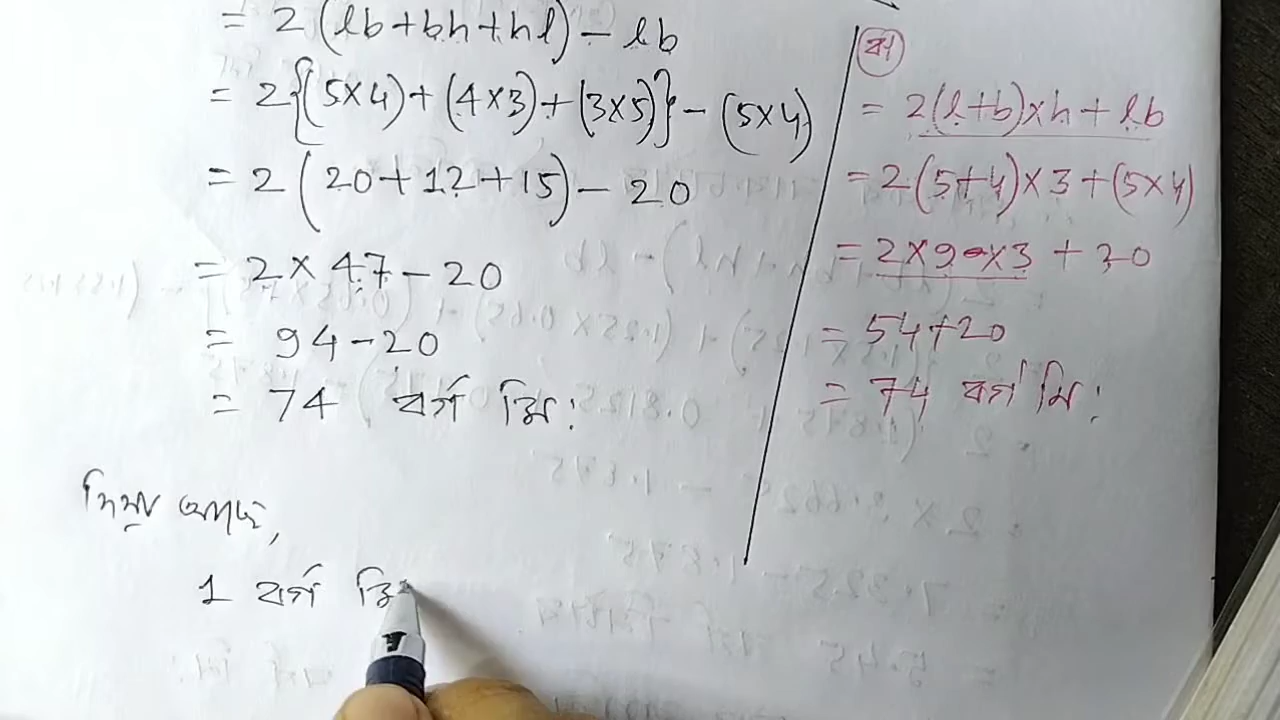 = 2(lb+bh+hl) - lb
= 2{(5×4)+(4×3)+(3×5)} - (5×4)
= 2(20+12+15) - 20
= 2×47-20
= 94-20
= 74 বর্গ মি:
দিয়া আছে,
1 বর্গ মি
বা
= 2(l+b)×h+lb
= 2(5+4)×3+(5×4)
= 2×9×3+20
= 54+20
= 74 বর্গ মি: